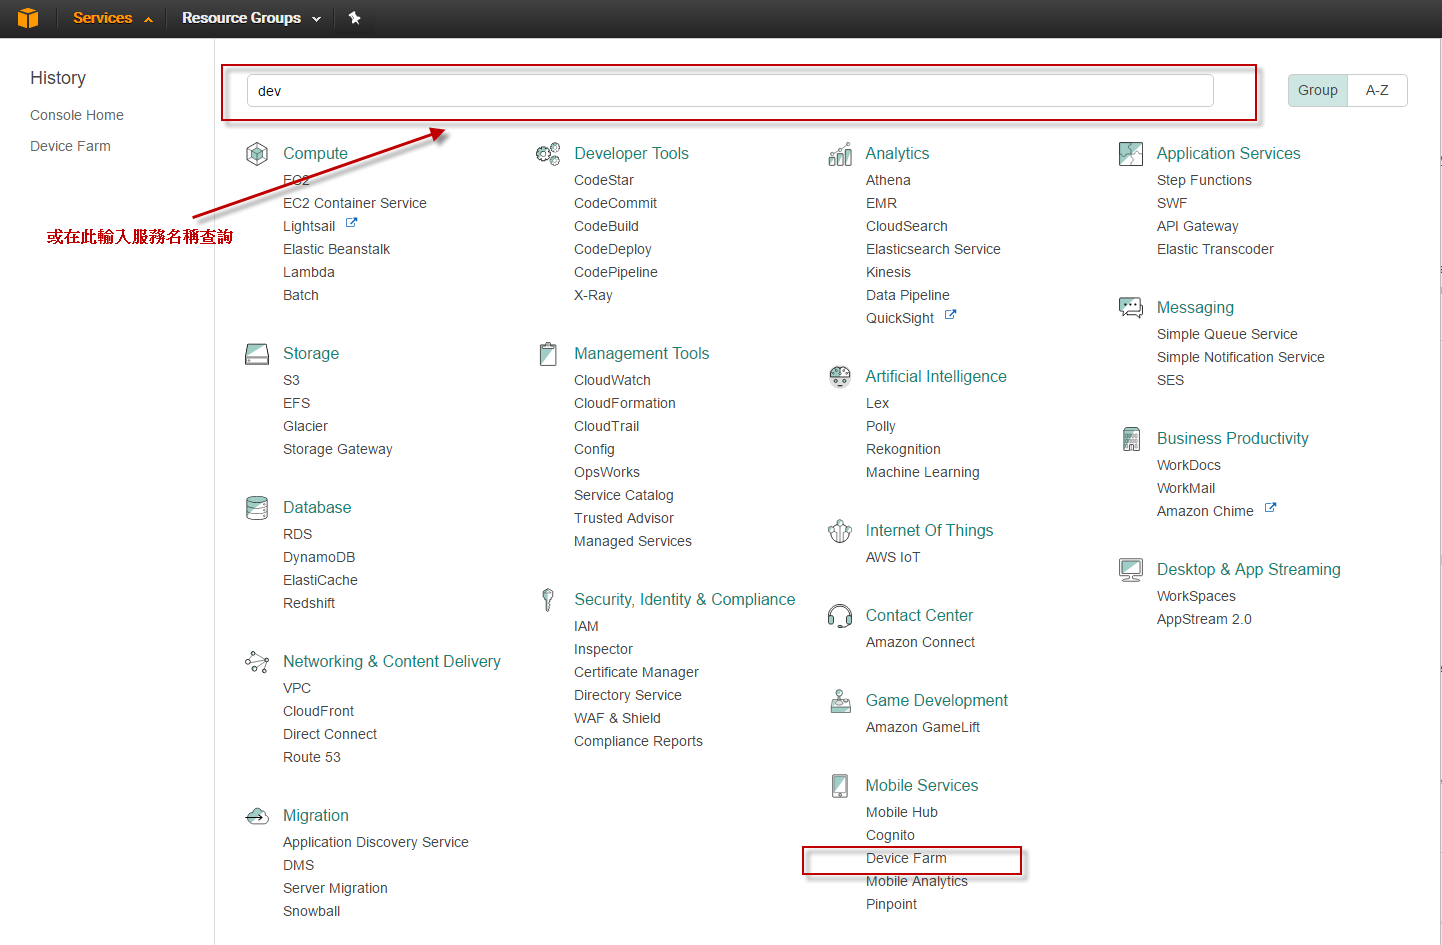 Services
Resource Groups
History
Console Home
Device Farm
dev
Group
A-Z
或在此輸入服務名稱查詢
Compute
EC2
EC2 Container Service
Lightsail
Elastic Beanstalk
Lambda
Batch
Storage
S3
EFS
Glacier
Storage Gateway
Database
RDS
DynamoDB
ElastiCache
Redshift
Networking & Content Delivery
VPC
CloudFront
Direct Connect
Route 53
Migration
Application Discovery Service
DMS
Server Migration
Snowball
Developer Tools
CodeStar
CodeCommit
CodeBuild
CodeDeploy
CodePipeline
X-Ray
Management Tools
CloudWatch
CloudFormation
CloudTrail
Config
OpsWorks
Service Catalog
Trusted Advisor
Managed Services
Security, Identity & Compliance
IAM
Inspector
Certificate Manager
Directory Service
WAF & Shield
Compliance Reports
Analytics
Athena
EMR
CloudSearch
Elasticsearch Service
Kinesis
Data Pipeline
QuickSight
Artificial Intelligence
Lex
Polly
Rekognition
Machine Learning
Internet Of Things
AWS IoT
Contact Center
Amazon Connect
Game Development
Amazon GameLift
Mobile Services
Mobile Hub
Cognito
Device Farm
Mobile Analytics
Pinpoint
Application Services
Step Functions
SWF
API Gateway
Elastic Transcoder
Messaging
Simple Queue Service
Simple Notification Service
SES
Business Productivity
WorkDocs
WorkMail
Amazon Chime
Desktop & App Streaming
WorkSpaces
AppStream 2.0